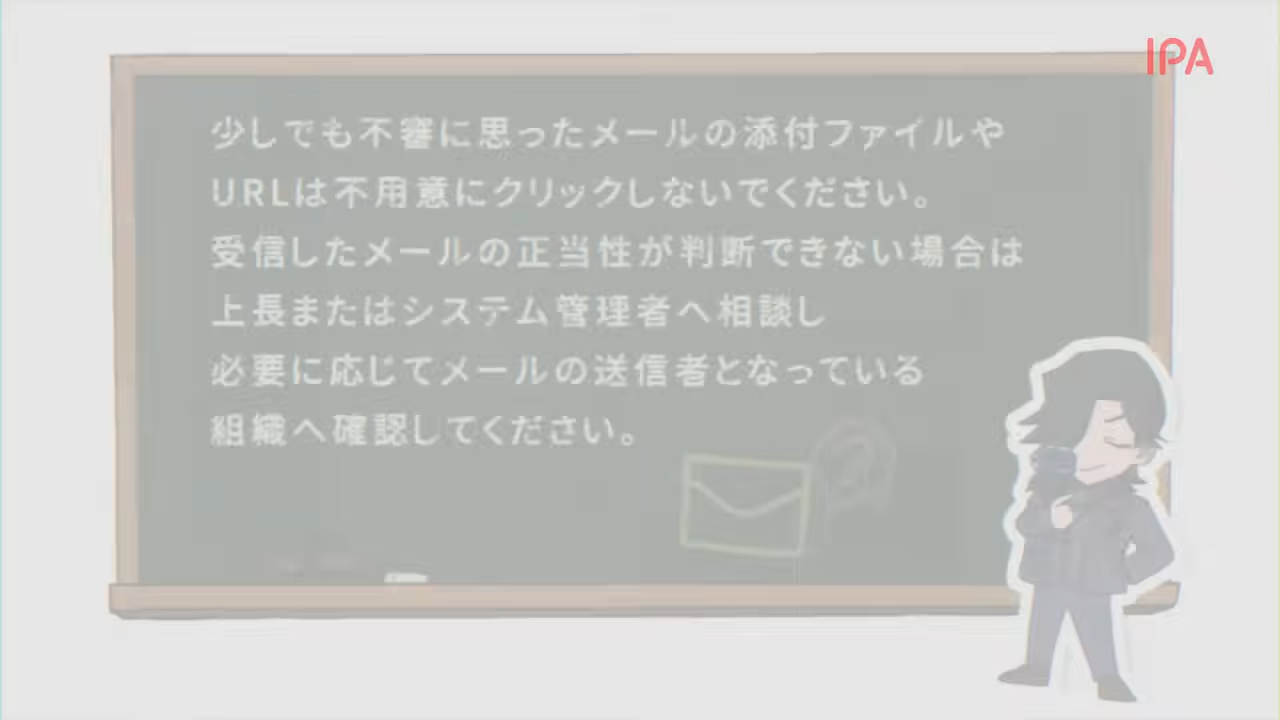 IPA
少しでも不審に思ったメールの添付ファイルや
URLは不用意にクリックしないでください。
受信したメールの正当性が判断できない場合は
上長またはシステム管理者へ相談し
必要に応じてメールの送信者となっている
組織へ確認してください。